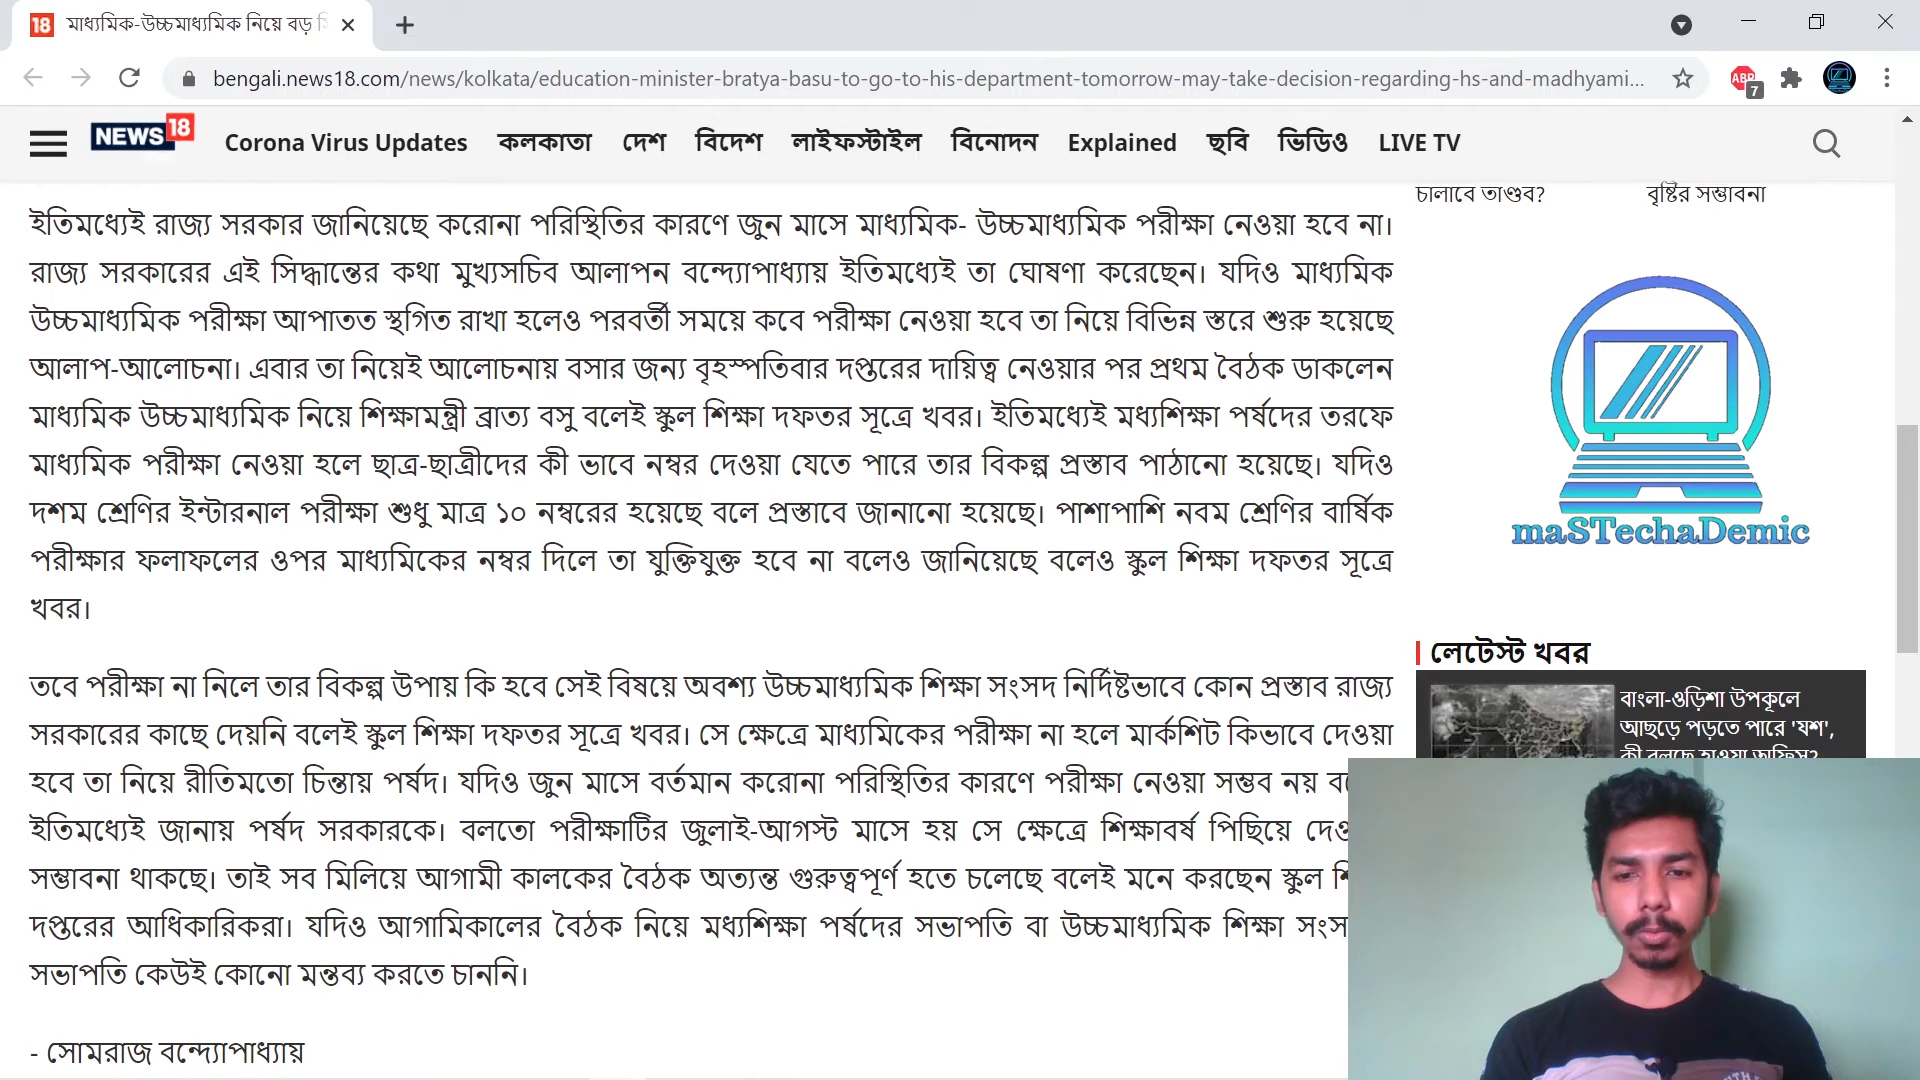 মাধ্যমিক-উচ্চমাধ্যমিক নিয়ে বড়
bengali.news18.com/news/kolkata/education-minister-bratya-basu-to-go-to-his-department-tomorrow-may-take-decision-regarding-hs-and-madhyami...
ABP 7
NEWS 18 Corona Virus Updates কলকাতা দেশ বিদেশ লাইফস্টাইল বিনোদন Explained ছবি ভিডিও LIVE TV
চালাবে তাণ্ডব? বৃষ্টির সম্ভাবনা
ইতিমধ্যেই রাজ্য সরকার জানিয়েছে করোনা পরিস্থিতির কারণে জুন মাসে মাধ্যমিক- উচ্চমাধ্যমিক পরীক্ষা নেওয়া হবে না।
রাজ্য সরকারের এই সিদ্ধান্তের কথা মুখ্যসচিব আলাপন বন্দ্যোপাধ্যায় ইতিমধ্যেই তা ঘোষণা করেছেন। যদিও মাধ্যমিক
উচ্চমাধ্যমিক পরীক্ষা আপাতত স্থগিত রাখা হলেও পরবর্তী সময়ে কবে পরীক্ষা নেওয়া হবে তা নিয়ে বিভিন্ন স্তরে শুরু হয়েছে
আলাপ-আলোচনা। এবার তা নিয়েই আলোচনায় বসার জন্য বৃহস্পতিবার দপ্তরের দায়িত্ব নেওয়ার পর প্রথম বৈঠক ডাকলেন
মাধ্যমিক উচ্চমাধ্যমিক নিয়ে শিক্ষামন্ত্রী ব্রাত্য বসু বলেই স্কুল শিক্ষা দফতর সূত্রে খবর। ইতিমধ্যেই মধ্যশিক্ষা পর্ষদের তরফে
মাধ্যমিক পরীক্ষা নেওয়া হলে ছাত্র-ছাত্রীদের কী ভাবে নম্বর দেওয়া যেতে পারে তার বিকল্প প্রস্তাব পাঠানো হয়েছে। যদিও
দশম শ্রেণির ইন্টারনাল পরীক্ষা শুধু মাত্র ১০ নম্বরের হয়েছে বলে প্রস্তাবে জানানো হয়েছে। পাশাপাশি নবম শ্রেণির বার্ষিক
পরীক্ষার ফলাফলের ওপর মাধ্যমিকের নম্বর দিলে তা যুক্তিযুক্ত হবে না বলেও জানিয়েছে বলেও স্কুল শিক্ষা দফতর সূত্রে
খবর।
তবে পরীক্ষা না নিলে তার বিকল্প উপায় কি হবে সেই বিষয়ে অবশ্য উচ্চমাধ্যমিক শিক্ষা সংসদ নির্দিষ্টভাবে কোন প্রস্তাব রাজ্য
সরকারের কাছে দেয়নি বলেই স্কুল শিক্ষা দফতর সূত্রে খবর। সে ক্ষেত্রে মাধ্যমিকের পরীক্ষা না হলে মার্কশিট কিভাবে দেওয়া
হবে তা নিয়ে রীতিমতো চিন্তায় পর্ষদ। যদিও জুন মাসে বর্তমান করোনা পরিস্থিতির কারণে পরীক্ষা নেওয়া সম্ভব নয়
ইতিমধ্যেই জানায় পর্ষদ সরকারকে। বলতো পরীক্ষাটির জুলাই-আগস্ট মাসে হয় সে ক্ষেত্রে শিক্ষাবর্ষ পিছিয়ে
সম্ভাবনা থাকছে। তাই সব মিলিয়ে আগামী কালকের বৈঠক অত্যন্ত গুরুত্বপূর্ণ হতে চলেছে বলেই মনে করছেন স্কুল
দপ্তরের আধিকারিকরা। যদিও আগামিকালের বৈঠক নিয়ে মধ্যশিক্ষা পর্ষদের সভাপতি বা উচ্চমাধ্যমিক শিক্ষা
সভাপতি কেউই কোনো মন্তব্য করতে চাননি।
- সোমরাজ বন্দ্যোপাধ্যায়
maSTechaDemic
লেটেস্ট খবর
বাংলা-ওড়িশা উপকূলে
আছড়ে পড়তে পারে 'যশ',
কী বলছে হাওয়া অফিস?